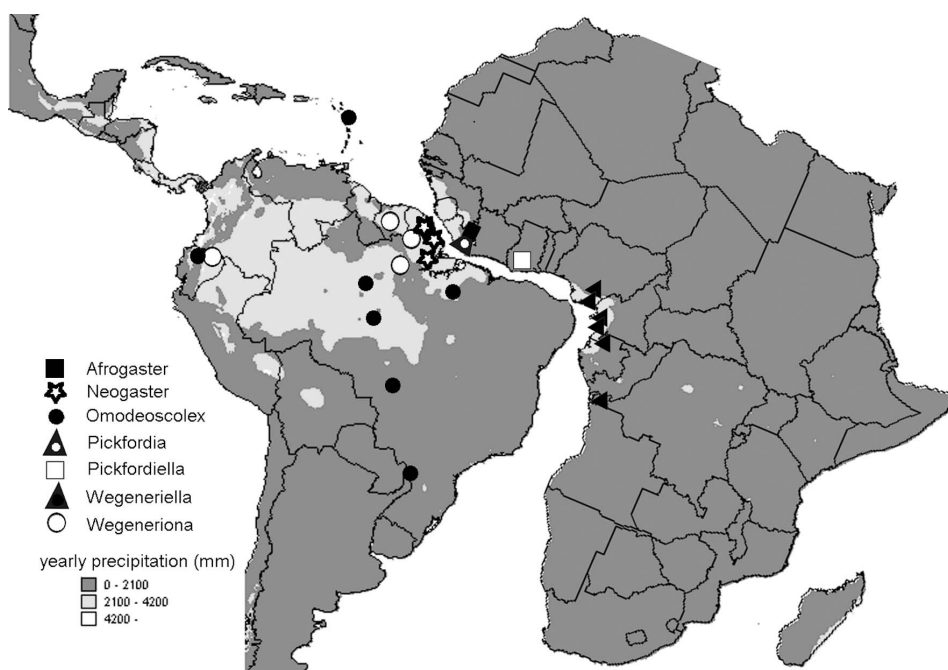 Afrogaster
Neogaster
Omodeoscolex
Pickfordia
Pickfordiella
Wegeneriella
Wegeneriona
yearly precipitation (mm)
0 - 2100
2100 - 4200
4200 -